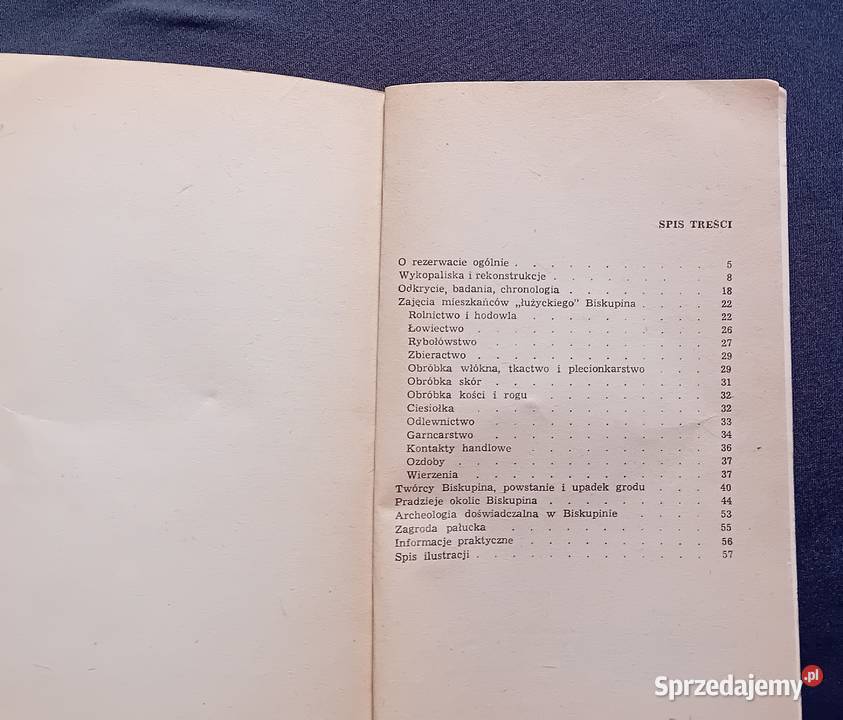 SPIS TREŚCI
O rezerwacie ogólnie . . . . . . . . . . 5
Wykopaliska i rekonstrukcje . . . . . . . . 8
Odkrycie, badania, chronologia . . . . . . . 18
Zajęcia mieszkańców „łużyckiego” Biskupina . . . . 22
Rolnictwo i hodowla . . . . . . . . . 22
Łowiectwo . . . . . . . . . . . 26
Rybołówstwo . . . . . . . . . . 27
Zbieractwo . . . . . . . . . . . 29
Obróbka włókna, tkactwo i plecionkarstwo . . . 29
Obróbka skór . . . . . . . . . . 31
Obróbka kości i rogu . . . . . . . . 32
Ciesiołka . . . . . . . . . . . 32
Odlewnictwo . . . . . . . . . . 33
Garncarstwo . . . . . . . . . . 34
Kontakty handlowe . . . . . . . . . 36
Ozdoby . . . . . . . . . . . . 37
Wierzenia . . . . . . . . . . . 37
Twórcy Biskupina, powstanie i upadek grodu . . . 40
Pradzieje okolic Biskupina . . . . . . . . 44
Archeologia doświadczalna w Biskupinie . . . . 53
Zagroda pałucka . . . . . . . . . 55
Informacje praktyczne . . . . . . . . . 56
Spis ilustracji . . . . . . . . . . . 57
Sprzedajemy.pl